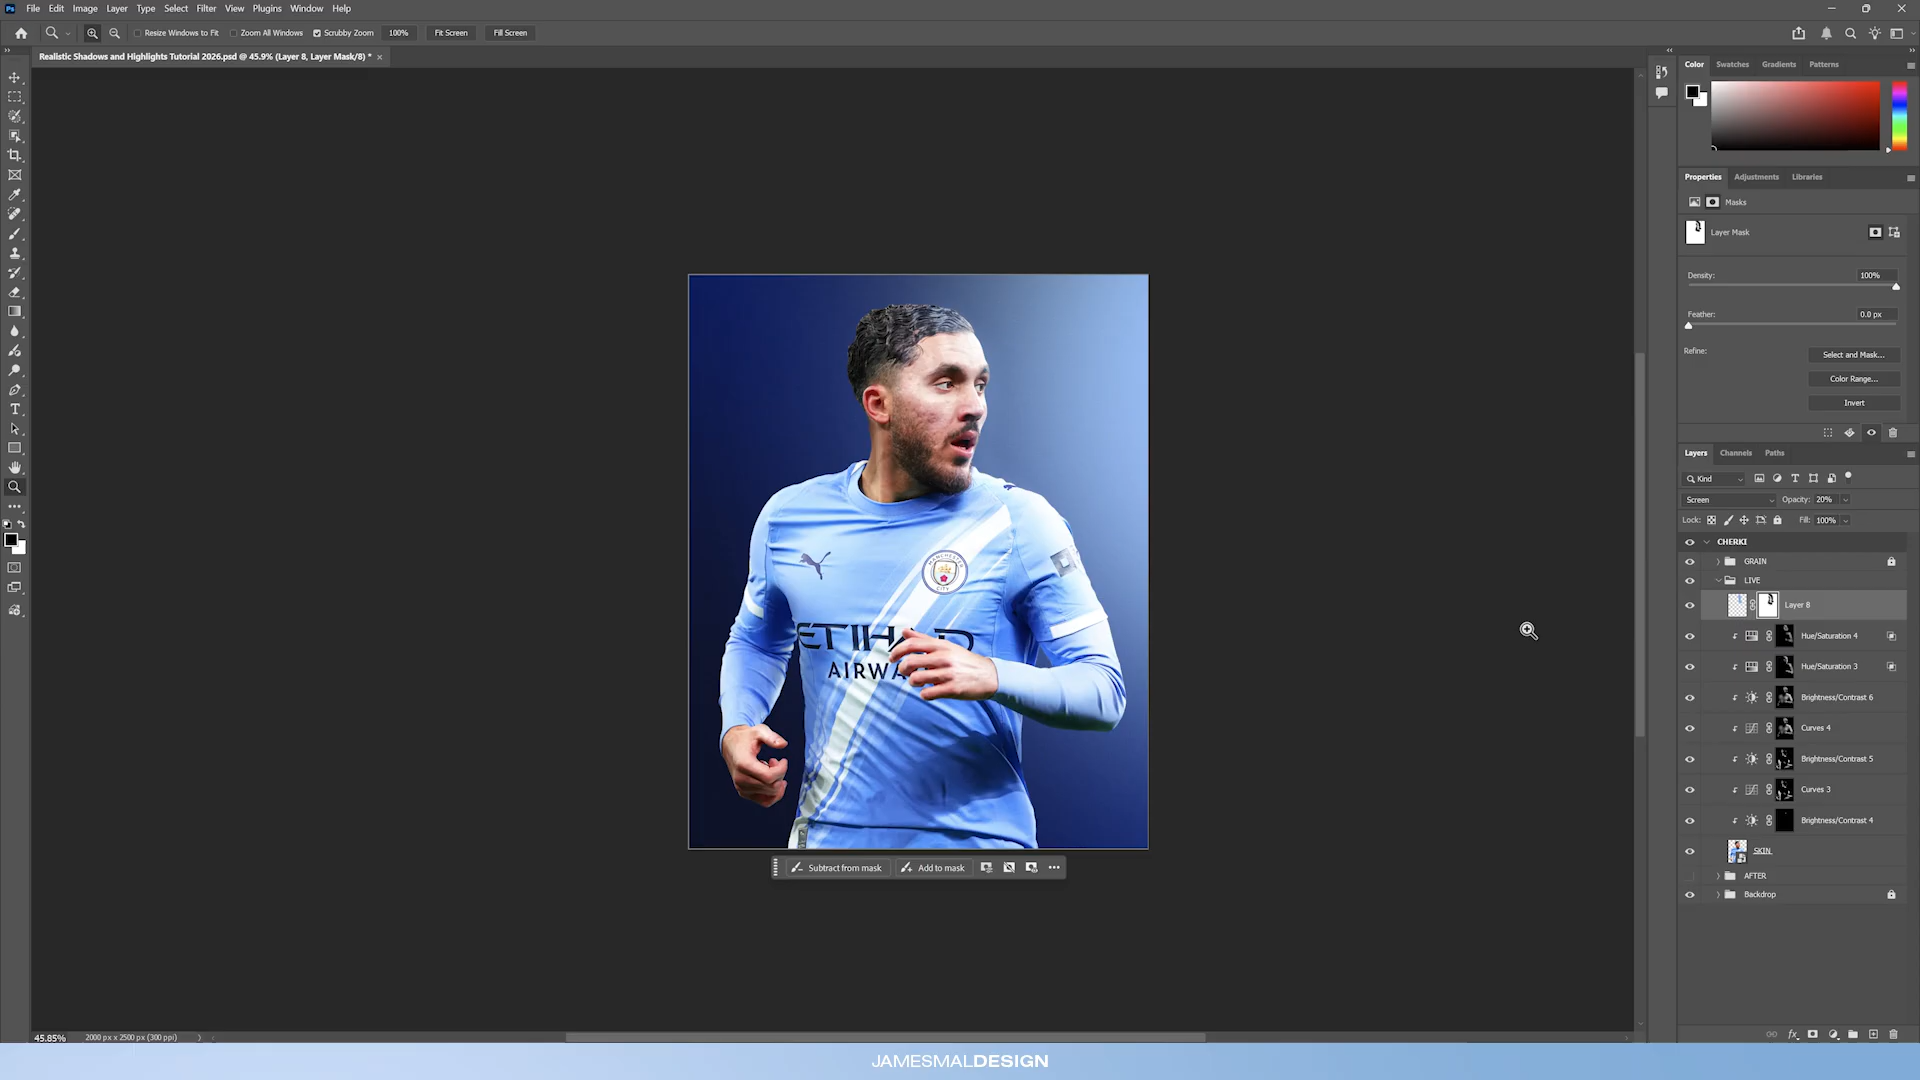 Ps File Edit Image Layer Type Select Filter View Plugins Window Help
Resize Windows to Fit Zoom All Windows Scrubby Zoom 100% Fit Screen Fill Screen
Realistic Shadows and Highlights Tutorial 2026.psd @ 45.9% (Layer 8, Layer Mask/8) *
Color Swatches Gradients Patterns
Properties Adjustments Libraries
Masks
Layer Mask
Density: 100%
Feather: 0.0 px
Refine: Select and Mask...
Color Range...
Invert
Layers Channels Paths
Kind
Screen Opacity: 20%
Lock: Fill: 100%
CHERKI
GRAIN
LIVE
Layer 8
Hue/Saturation 4
Hue/Saturation 3
Brightness/Contrast 6
Curves 4
Brightness/Contrast 5
Curves 3
Brightness/Contrast 4
SKIN
AFTER
Backdrop
MANCHESTER
CITY
ETIHAD
AIRWA
Subtract from mask Add to mask
45.85% 2000 px x 2500 px (300 ppi)
JAMESMALDESIGN